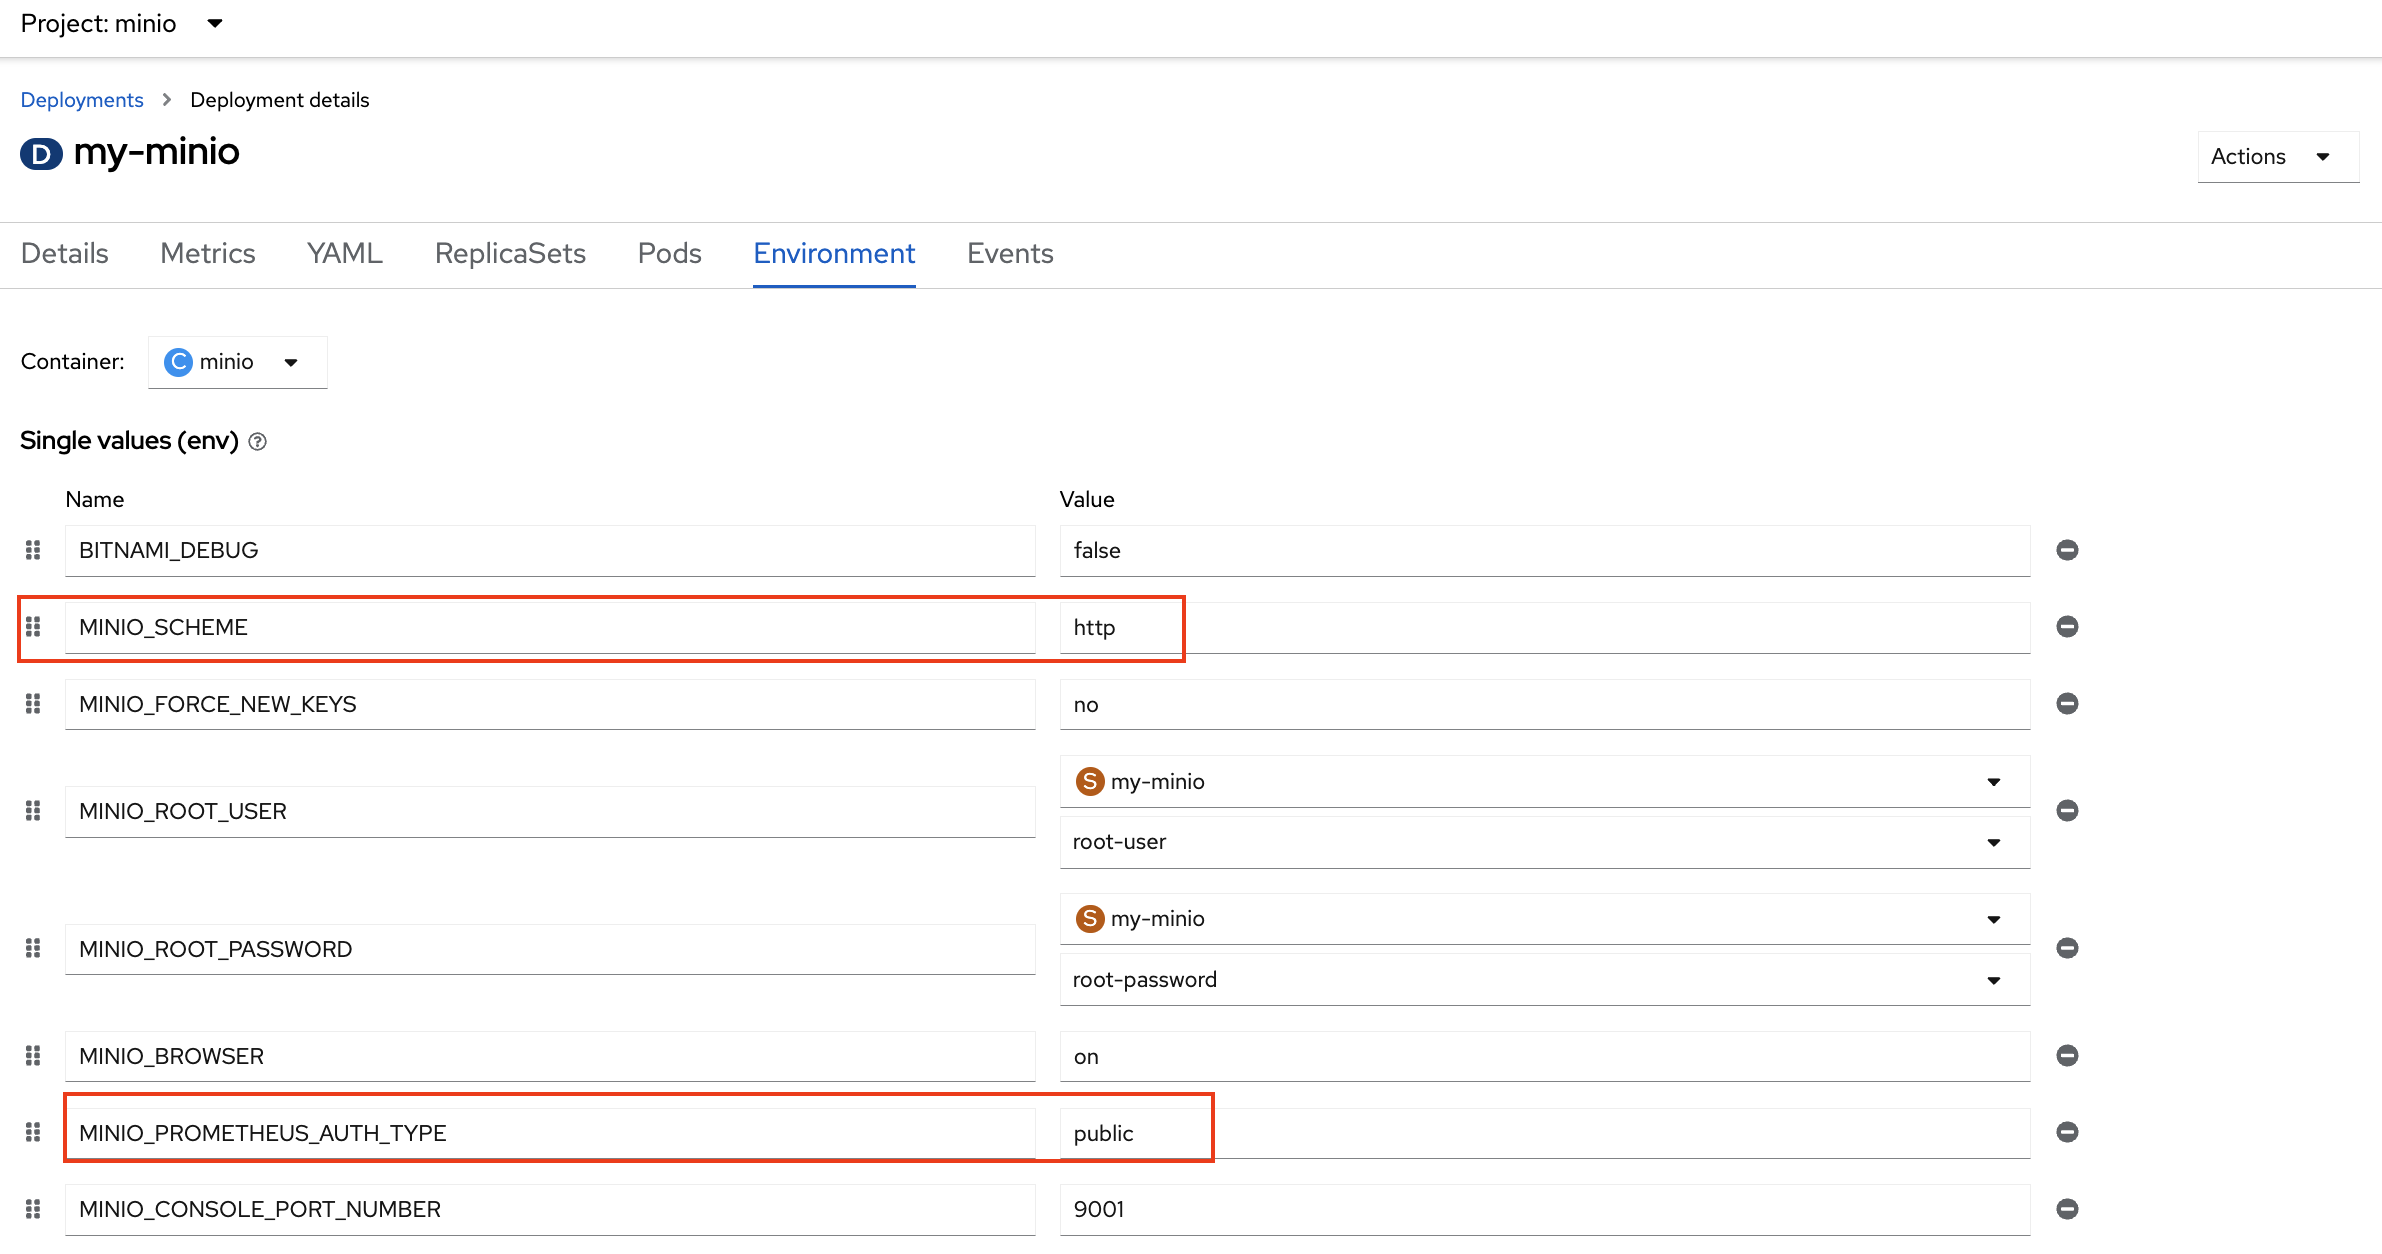 Project: minio
Deployments > Deployment details
D my-minio
Actions
Details Metrics YAML ReplicaSets Pods Environment Events
Container: C minio
Single values (env) ?
Name Value
BITNAMI_DEBUG false
MINIO_SCHEME http
MINIO_FORCE_NEW_KEYS no
S my-minio
MINIO_ROOT_USER
root-user
S my-minio
MINIO_ROOT_PASSWORD
root-password
MINIO_BROWSER on
MINIO_PROMETHEUS_AUTH_TYPE public
MINIO_CONSOLE_PORT_NUMBER 9001